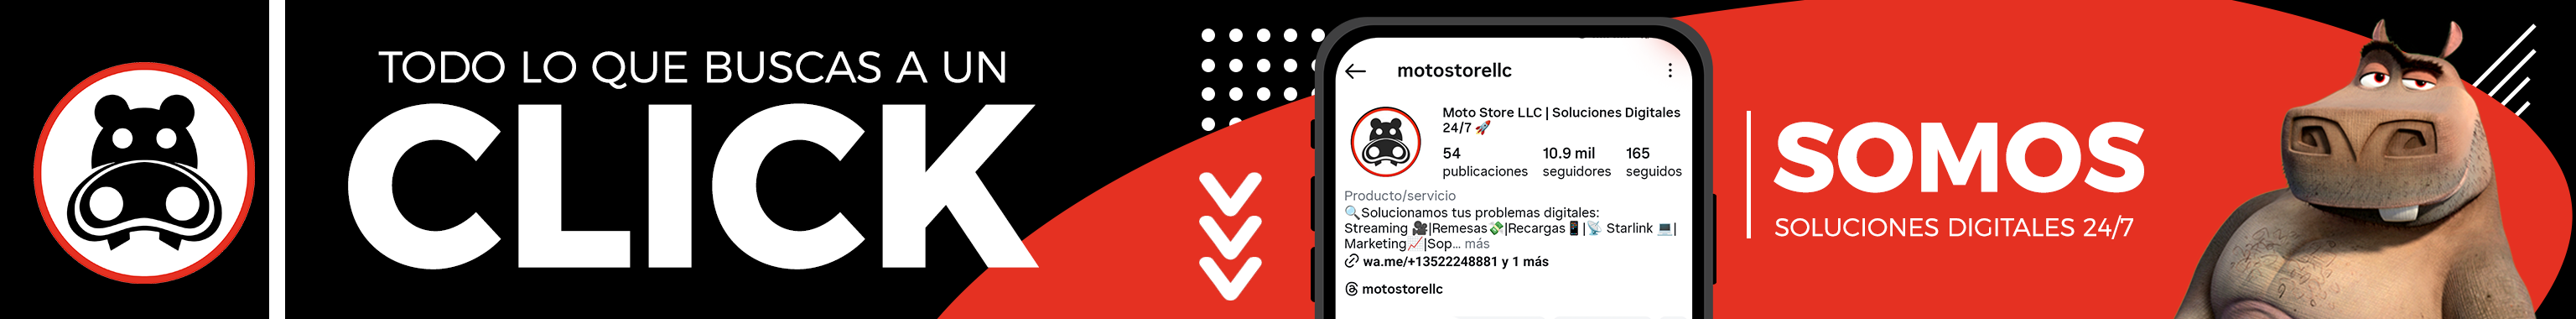 TODO LO QUE BUSCAS A UN
CLICK
motostorellc
Moto Store LLC | Soluciones Digitales
24/7 🚀
54
publicaciones
10.9 mil
seguidores
165
seguidos
Producto/servicio
🔍Solucionamos tus problemas digitales:
Streaming 🎥|Remesas💸|Recargas📱|📡 Starlink 💻|
Marketing📈|Sop... más
wa.me/+13522248881 y 1 más
motostorellc
SOMOS
SOLUCIONES DIGITALES 24/7